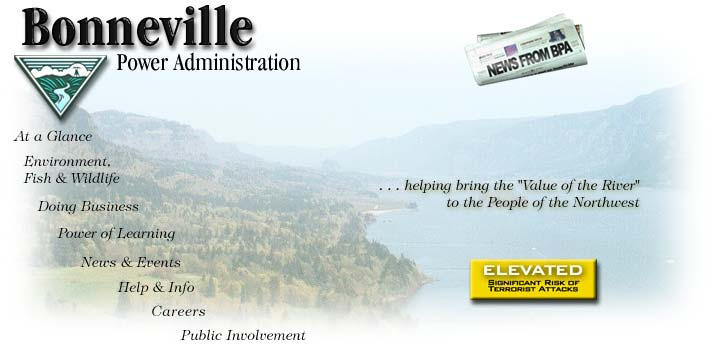 Bonneville
Power Administration
NEWS FROM BPA
At a Glance
Environment,
Fish & Wildlife
Doing Business
Power of Learning
News & Events
Help & Info
Careers
Public Involvement
. . . helping bring the "Value of the River"
to the People of the Northwest
ELEVATED
SIGNIFICANT RISK OF
TERRORIST ATTACKS